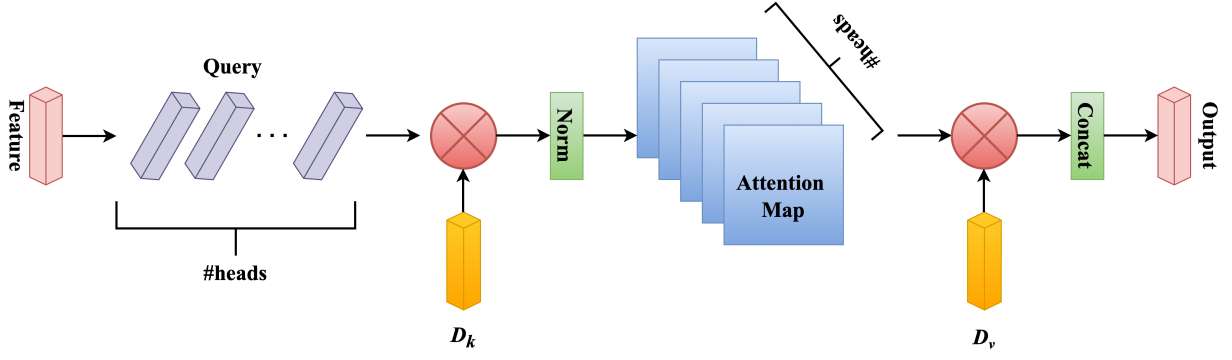 Feature
Query
. . .
#heads
D_k
Norm
Attention
Map
#heads
D_v
Concat
Output